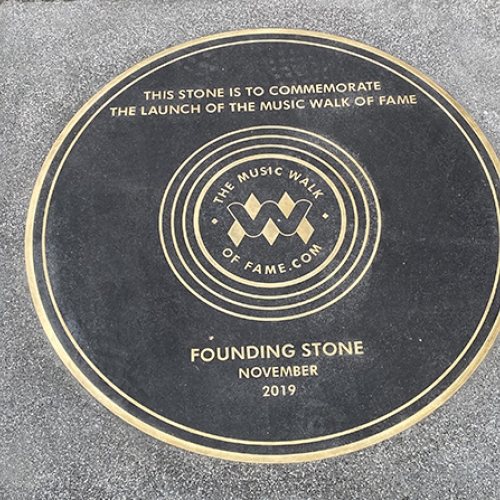 THIS STONE IS TO COMMEMORATE
THE LAUNCH OF THE MUSIC WALK OF FAME
THE MUSIC WALK
OF FAME.COM
FOUNDING STONE
NOVEMBER
2019